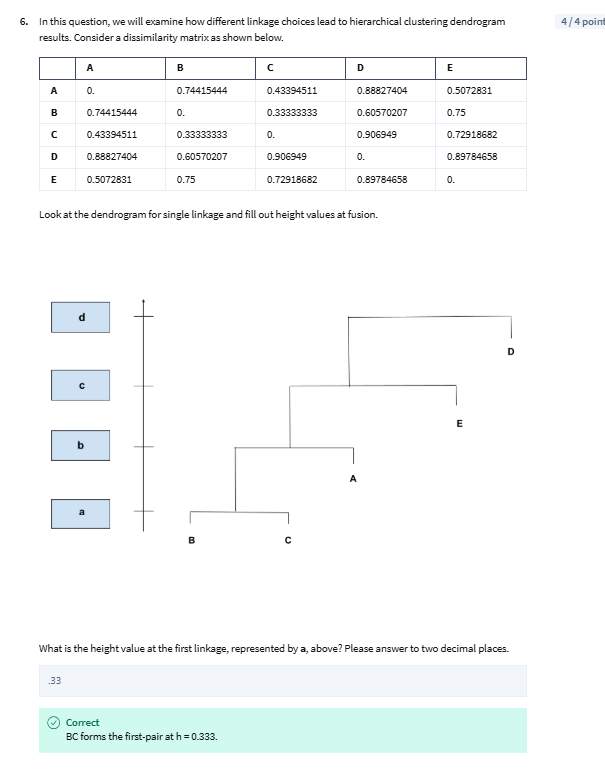 6. In this question, we will examine how different linkage choices lead to hierarchical clustering dendrogram
results. Consider a dissimilarity matrix as shown below.
4 / 4 point
A B C D E
A 0. 0.74415444 0.43394511 0.88827404 0.5072831
B 0.74415444 0. 0.33333333 0.60570207 0.75
C 0.43394511 0.33333333 0. 0.906949 0.72918682
D 0.88827404 0.60570207 0.906949 0. 0.89784658
E 0.5072831 0.75 0.72918682 0.89784658 0.
Look at the dendrogram for single linkage and fill out height values at fusion.
d
D
c
E
b
A
a
B C
What is the height value at the first linkage, represented by a, above? Please answer to two decimal places.
.33
Correct
BC forms the first-pair at h = 0.333.